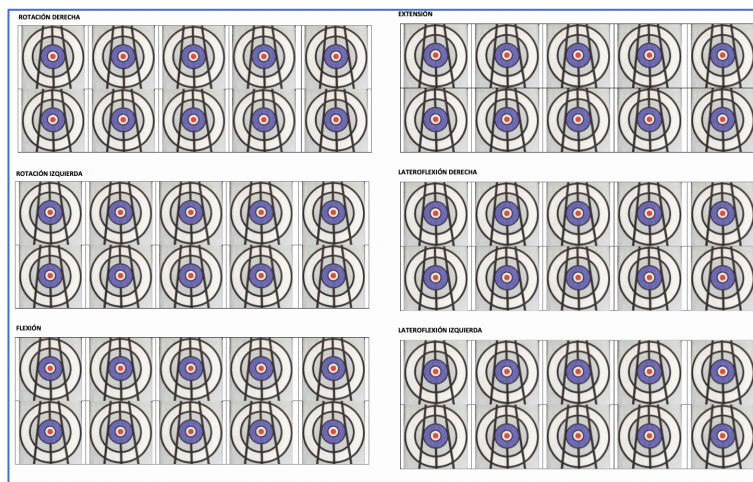 ROTACIÓN DERECHA
EXTENSIÓN
ROTACIÓN IZQUIERDA
LATEROFLEXIÓN DERECHA
FLEXIÓN
LATEROFLEXIÓN IZQUIERDA